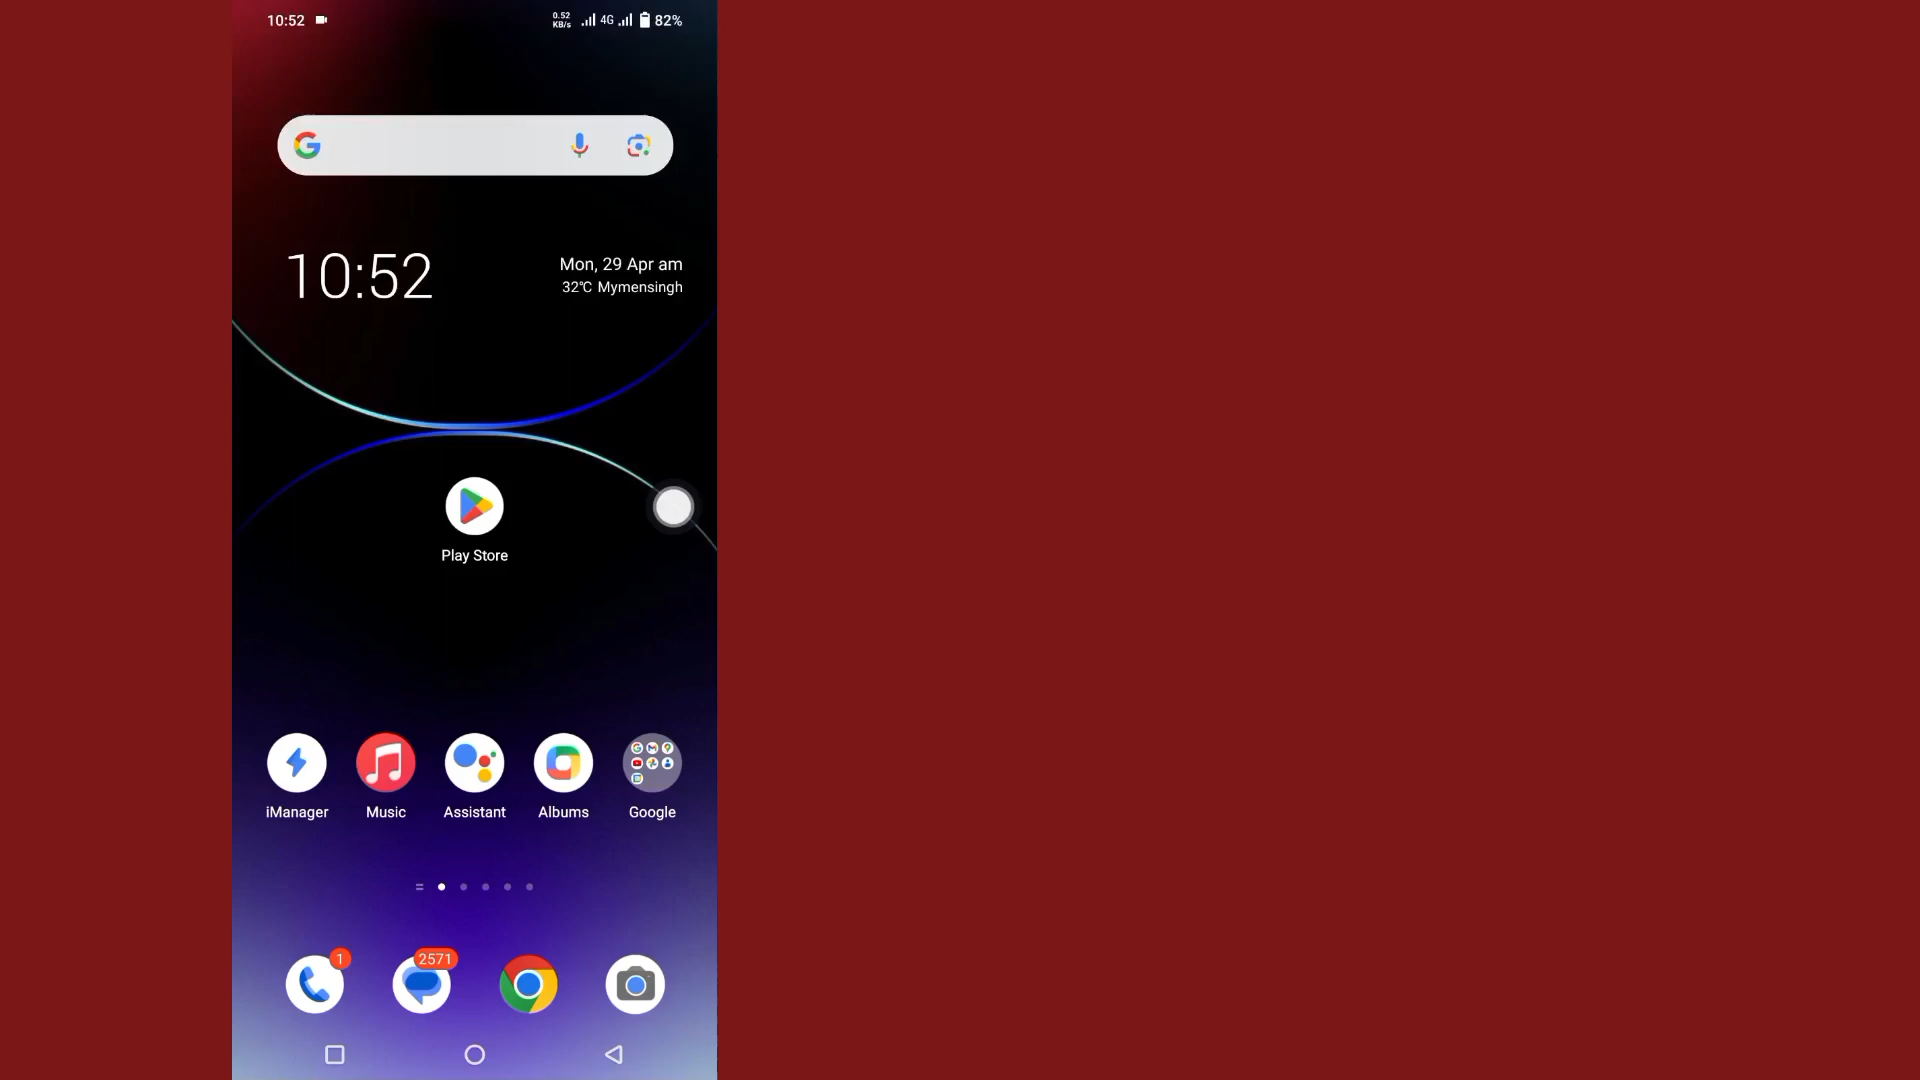 10:52
0.52
KB/s
4G
82%
10:52
Mon, 29 Apr am
32℃ Mymensingh
Play Store
iManager
Music
Assistant
Albums
Google
1
2571